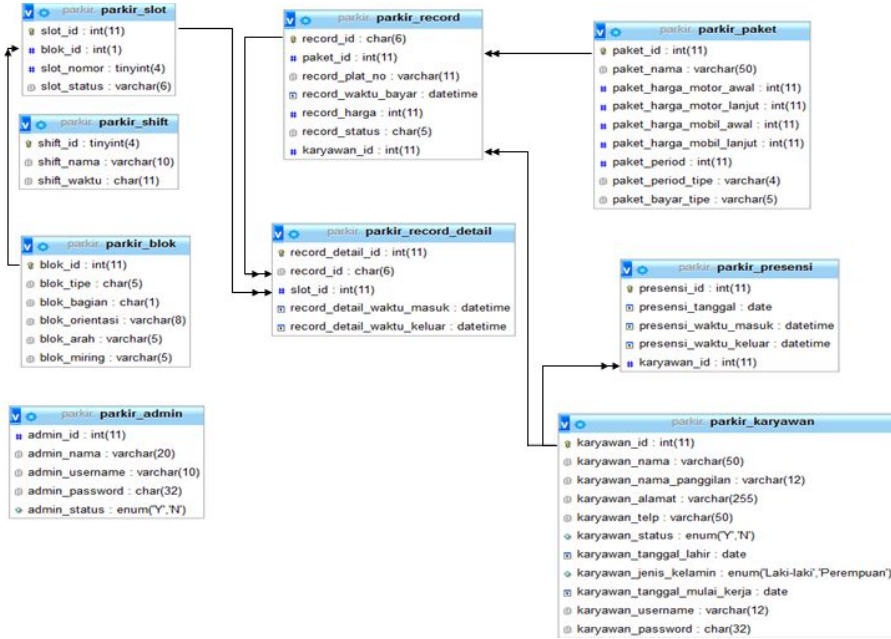 parkir. parkir_slot
slot_id : int(11)
blok_id : int(1)
slot_nomor : tinyint(4)
slot_status : varchar(6)
parkir. parkir_shift
shift_id : tinyint(4)
shift_nama : varchar(10)
shift_waktu : char(11)
parkir. parkir_blok
blok_id : int(11)
blok_tipe : char(5)
blok_bagian : char(1)
blok_orientasi : varchar(8)
blok_arah : varchar(5)
blok_miring : varchar(5)
parkir. parkir_admin
admin_id : int(11)
admin_nama : varchar(20)
admin_username : varchar(10)
admin_password : char(32)
admin_status : enum('Y','N')
parkir. parkir_record
record_id : char(6)
paket_id : int(11)
record_plat_no : varchar(11)
record_waktu_bayar : datetime
record_harga : int(11)
record_status : char(5)
karyawan_id : int(11)
parkir. parkir_record_detail
record_detail_id : int(11)
record_id : char(6)
slot_id : int(11)
record_detail_waktu_masuk : datetime
record_detail_waktu_keluar : datetime
parkir. parkir_paket
paket_id : int(11)
paket_nama : varchar(50)
paket_harga_motor_awal : int(11)
paket_harga_motor_lanjut : int(11)
paket_harga_mobil_awal : int(11)
paket_harga_mobil_lanjut : int(11)
paket_period : int(11)
paket_period_tipe : varchar(4)
paket_bayar_tipe : varchar(5)
parkir. parkir_presensi
presensi_id : int(11)
presensi_tanggal : date
presensi_waktu_masuk : datetime
presensi_waktu_keluar : datetime
karyawan_id : int(11)
parkir. parkir_karyawan
karyawan_id : int(11)
karyawan_nama : varchar(50)
karyawan_nama_panggilan : varchar(12)
karyawan_alamat : varchar(255)
karyawan_telp : varchar(50)
karyawan_status : enum('Y','N')
karyawan_tanggal_lahir : date
karyawan_jenis_kelamin : enum('Laki-laki','Perempuan')
karyawan_tanggal_mulai_kerja : date
karyawan_username : varchar(12)
karyawan_password : char(32)